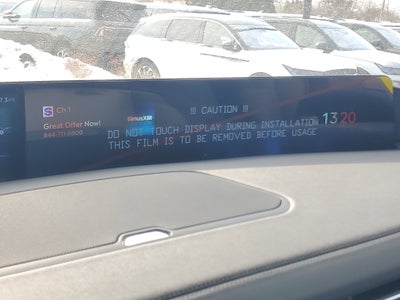 Ch 1
Great Offer Now!
SiriusXM
!!! CAUTION !!!
DO NOT TOUCH DISPLAY DURING INSTALLATION
THIS FILM IS TO BE REMOVED BEFORE USAGE
13 20